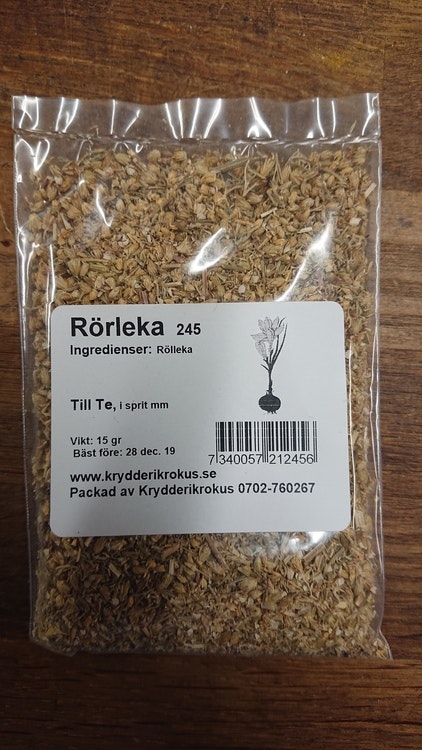 Rörleka 245
Ingredienser: Rölleka
Till Te, i sprit mm
Vikt: 15 gr
Bäst före: 28 dec. 19
7 340057 212456
www.krydderikrokus.se
Packad av Krydderikrokus 0702-760267